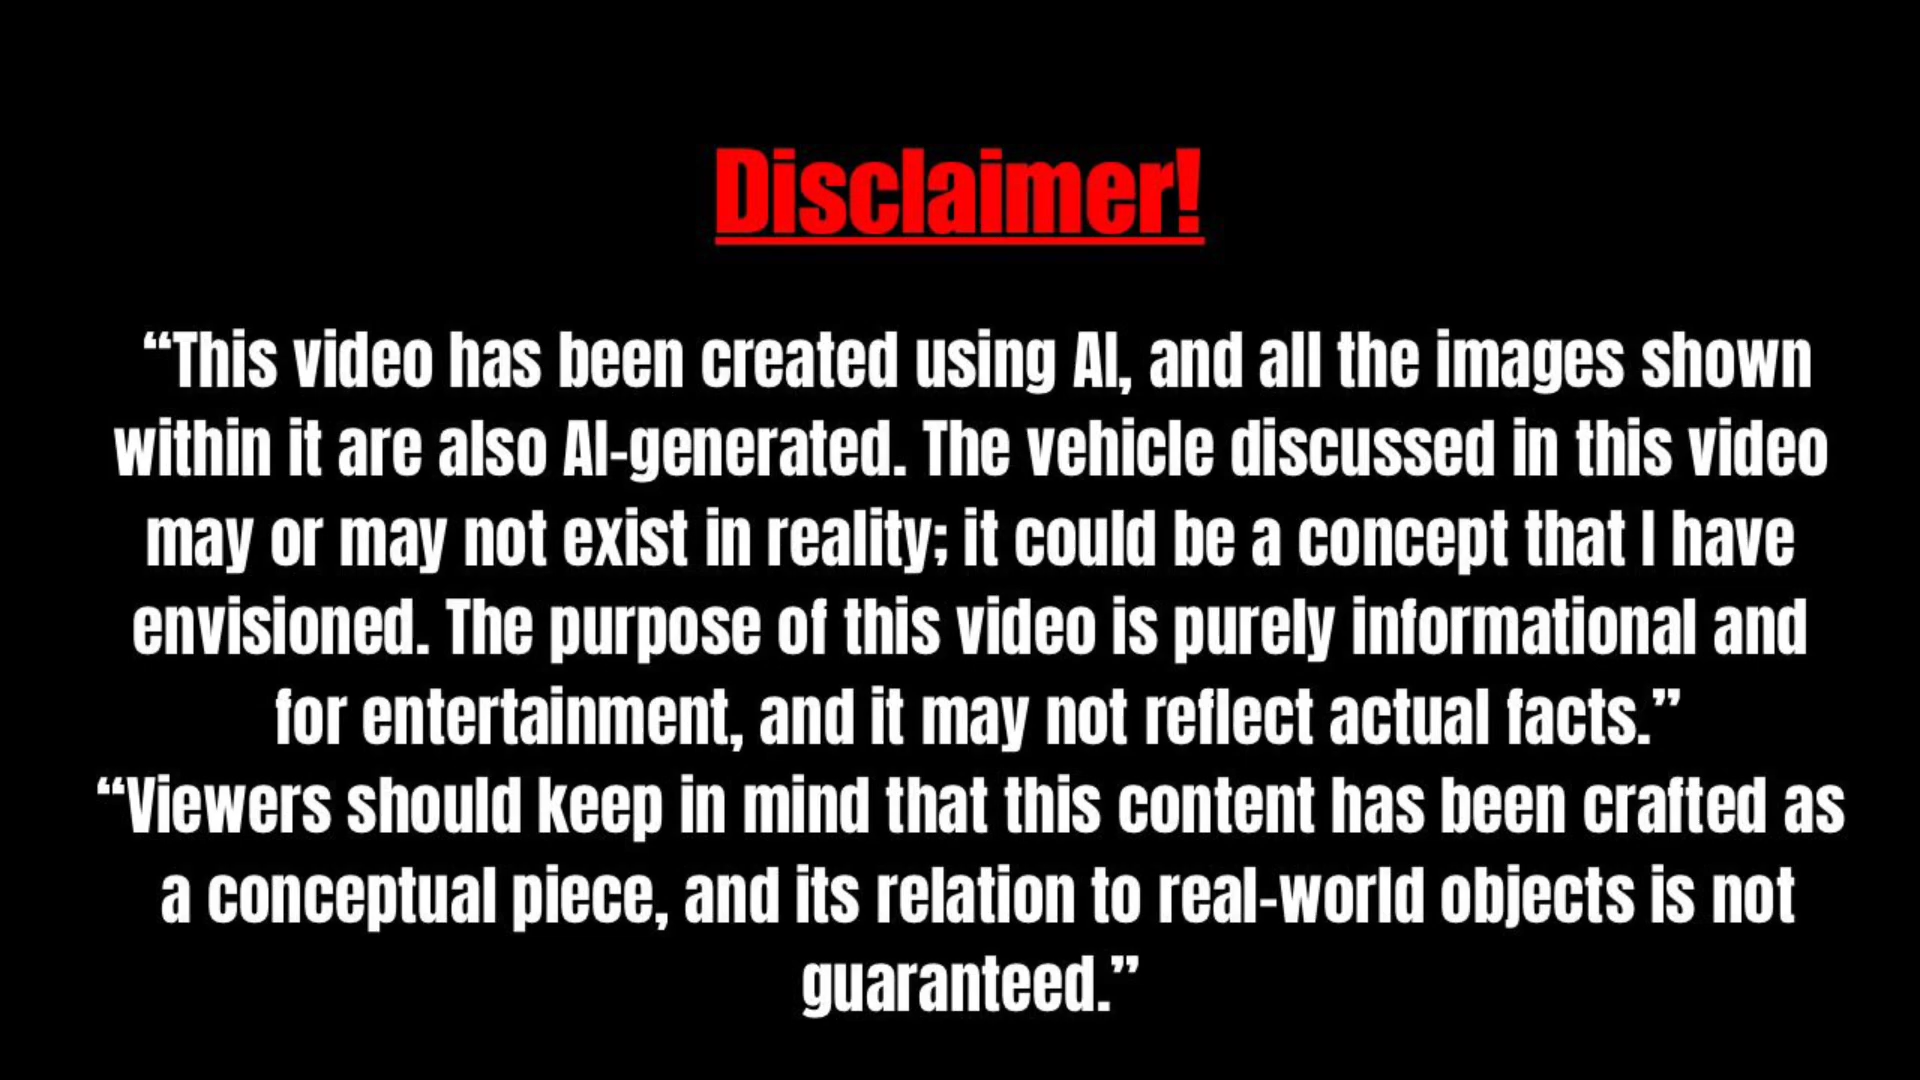 Disclaimer!
“This video has been created using AI, and all the images shown
within it are also AI-generated. The vehicle discussed in this video
may or may not exist in reality; it could be a concept that I have
envisioned. The purpose of this video is purely informational and
for entertainment, and it may not reflect actual facts.”
“Viewers should keep in mind that this content has been crafted as
a conceptual piece, and its relation to real-world objects is not
guaranteed.”